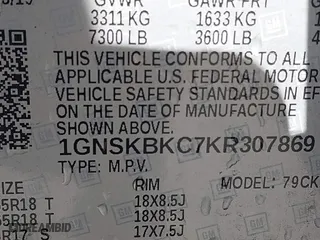 GVWR GAWR FRT
3311 KG 1633 KG
7300 LB 3600 LB
THIS VEHICLE CONFORMS TO ALL
APPLICABLE U.S. FEDERAL MOTOR
VEHICLE SAFETY STANDARDS IN EF
ON THE DATE OF MANUFACTURE
SHOWN ABOVE.
1GNSKBKC7KR307869
TYPE: M.P.V. MODEL: 79CK
SIZE RIM
5R18 T 18X8.5J
18X8.5J
R17 S 17X7.5J